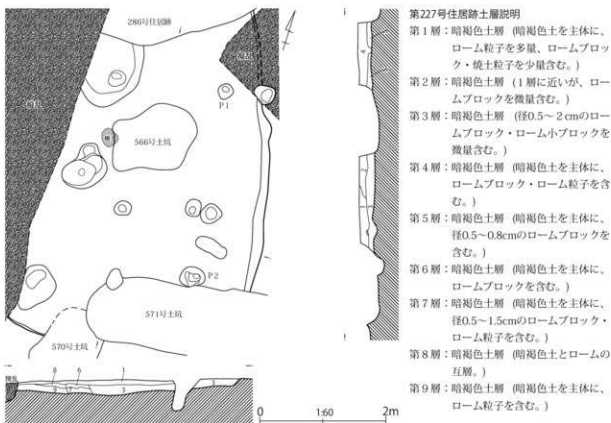 286号住居跡
P1
566号土坑
P2
571号土坑
570号土坑
8 6 1
9 7 3
0 1:60 2m
第227号住居跡土層説明
第1層：暗褐色土層 (暗褐色土を主体に、
ローム粒子を多量、ロームブロッ
ク・焼土粒子を少量含む。)
第2層：暗褐色土層 (1層に近いが、ロー
ムブロックを微量含む。)
第3層：暗褐色土層 (径0.5～2cmのロー
ムブロック・ローム小ブロックを
微量含む。)
第4層：暗褐色土層 (暗褐色土を主体に、
ロームブロック・ローム粒子を含
む。)
第5層：暗褐色土層 (暗褐色土を主体に、
径0.5～0.8cmのロームブロックを
含む。)
第6層：暗褐色土層 (暗褐色土を主体に、
ロームブロックを含む。)
第7層：暗褐色土層 (暗褐色土を主体に、
径0.5～1.5cmのロームブロック・
ローム粒子を含む。)
第8層：暗褐色土層 (暗褐色土とロームの
互層。)
第9層：暗褐色土層 (暗褐色土を主体に、
ローム粒子を含む。)